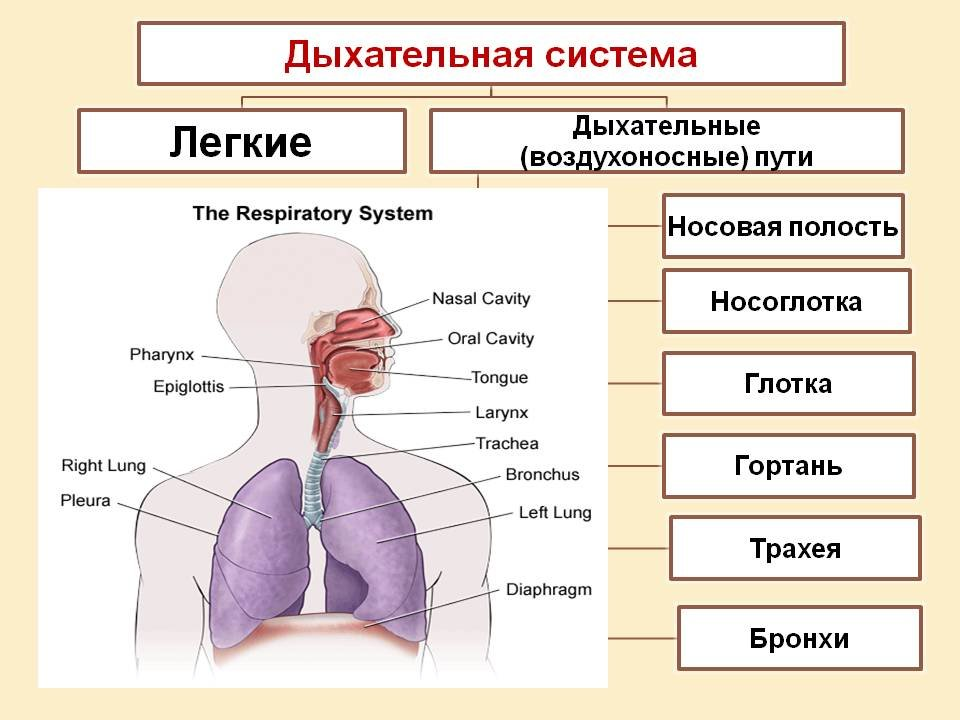 Дыхательная система
Легкие
Дыхательные
(воздухоносные) пути
The Respiratory System
Nasal Cavity
Oral Cavity
Pharynx
Epiglottis
Tongue
Larynx
Trachea
Right Lung
Bronchus
Pleura
Left Lung
Diaphragm
Носовая полость
Носоглотка
Глотка
Гортань
Трахея
Бронхи